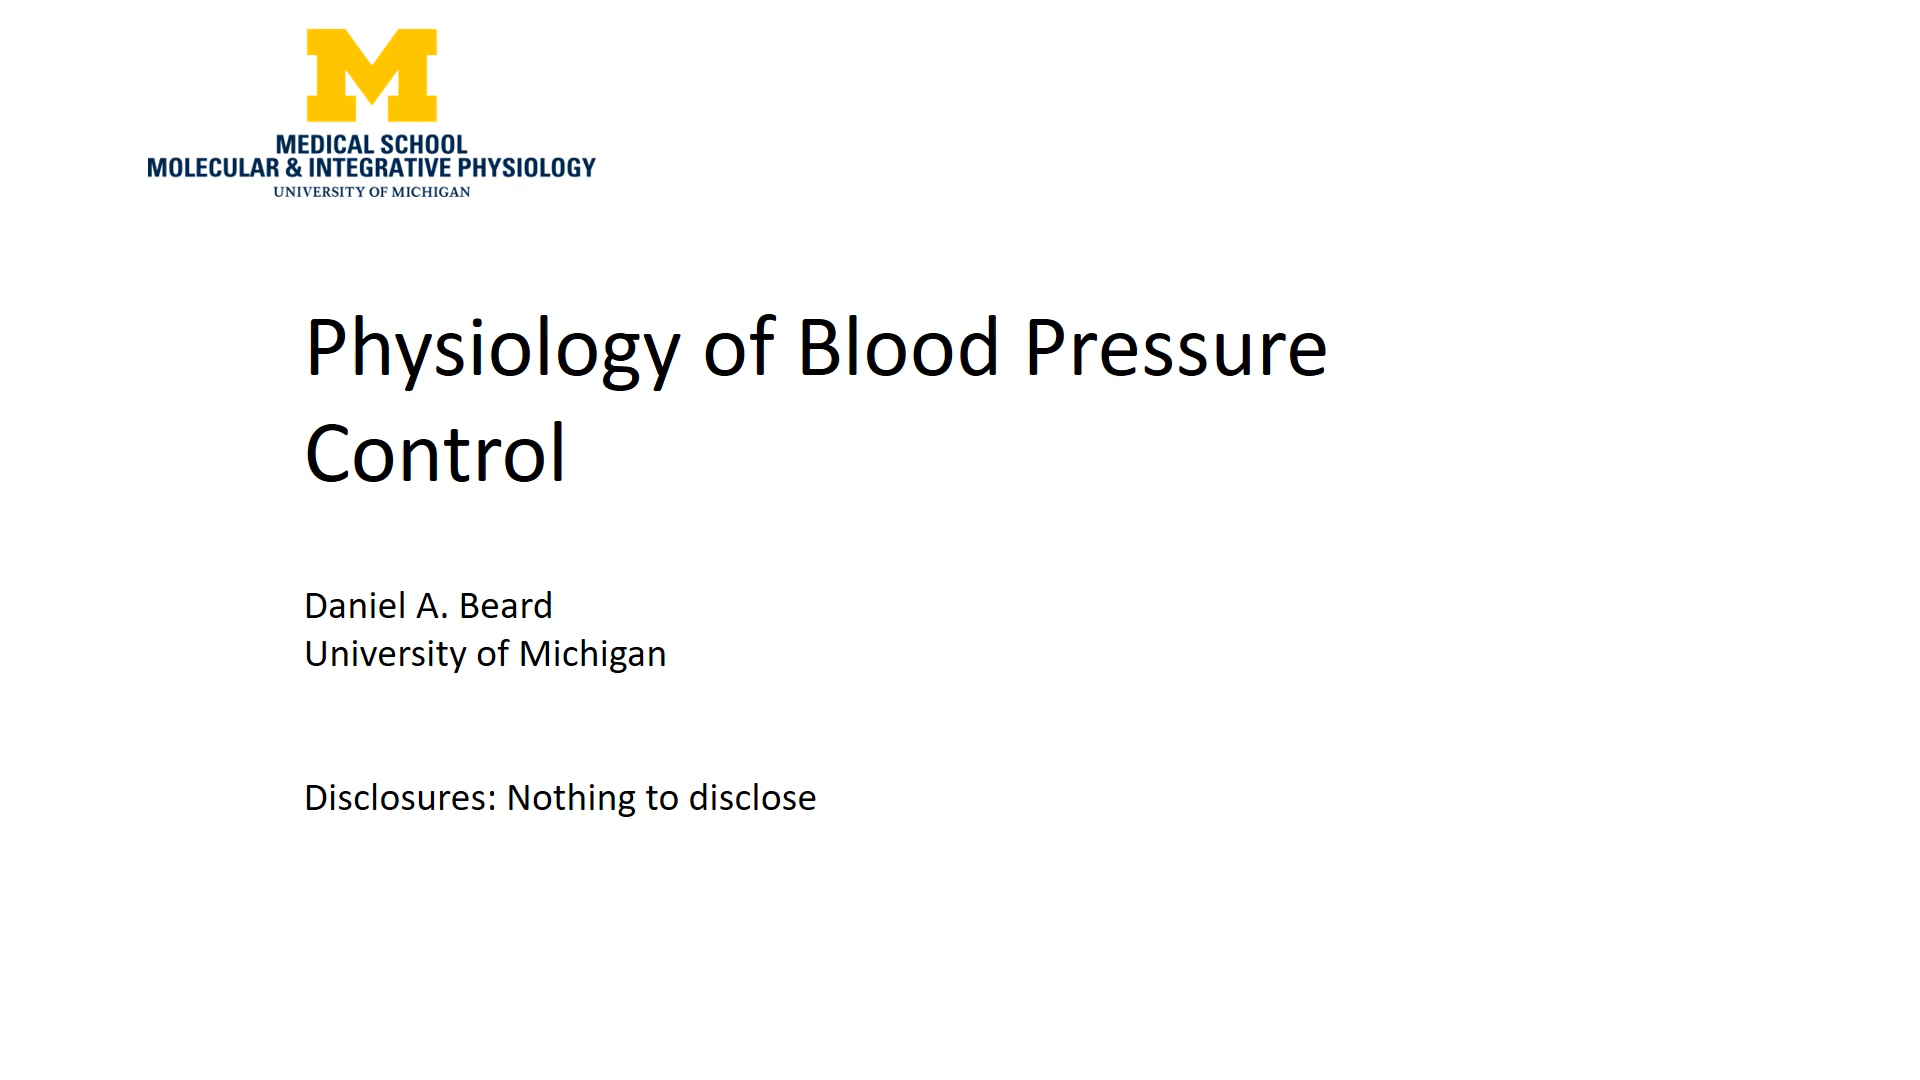 M
MEDICAL SCHOOL
MOLECULAR & INTEGRATIVE PHYSIOLOGY
UNIVERSITY OF MICHIGAN
Physiology of Blood Pressure
Control
Daniel A. Beard
University of Michigan
Disclosures: Nothing to disclose